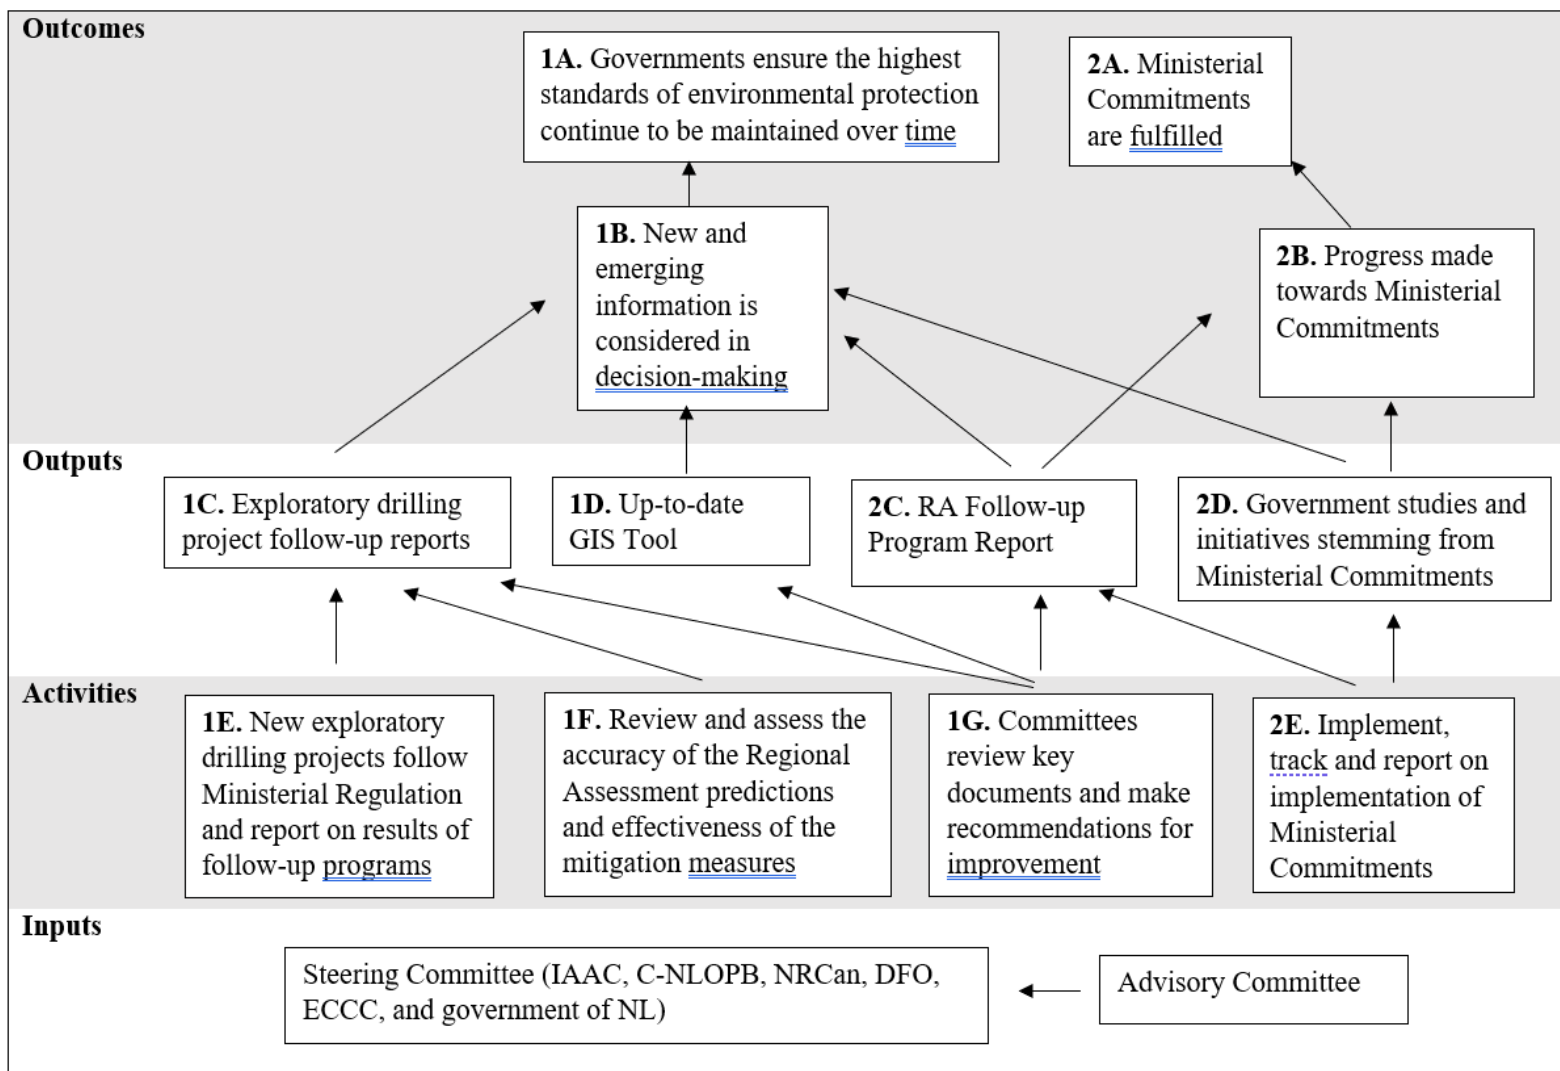 Outcomes
1A. Governments ensure the highest
standards of environmental protection
continue to be maintained over time
2A. Ministerial
Commitments
are fulfilled
1B. New and
emerging
information is
considered in
decision-making
2B. Progress made
towards Ministerial
Commitments
Outputs
1C. Exploratory drilling
project follow-up reports
1D. Up-to-date
GIS Tool
2C. RA Follow-up
Program Report
2D. Government studies and
initiatives stemming from
Ministerial Commitments
Activities
1E. New exploratory
drilling projects follow
Ministerial Regulation
and report on results of
follow-up programs
1F. Review and assess the
accuracy of the Regional
Assessment predictions
and effectiveness of the
mitigation measures
1G. Committees
review key
documents and make
recommendations for
improvement
2E. Implement,
track and report on
implementation of
Ministerial
Commitments
Inputs
Steering Committee (IAAC, C-NLOPB, NRCan, DFO,
ECCC, and government of NL)
Advisory Committee